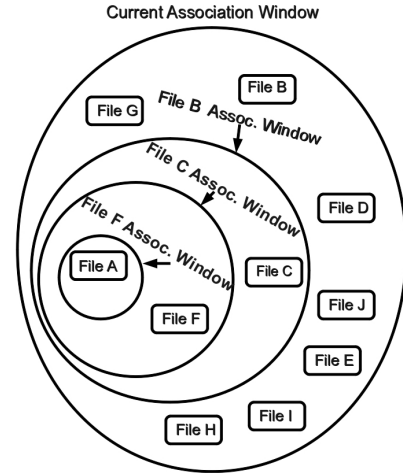 Current Association Window
File B
File G
File B Assoc. Window
File C Assoc. Window
File D
File F Assoc. Window
File A
File C
File J
File F
File E
File I
File H